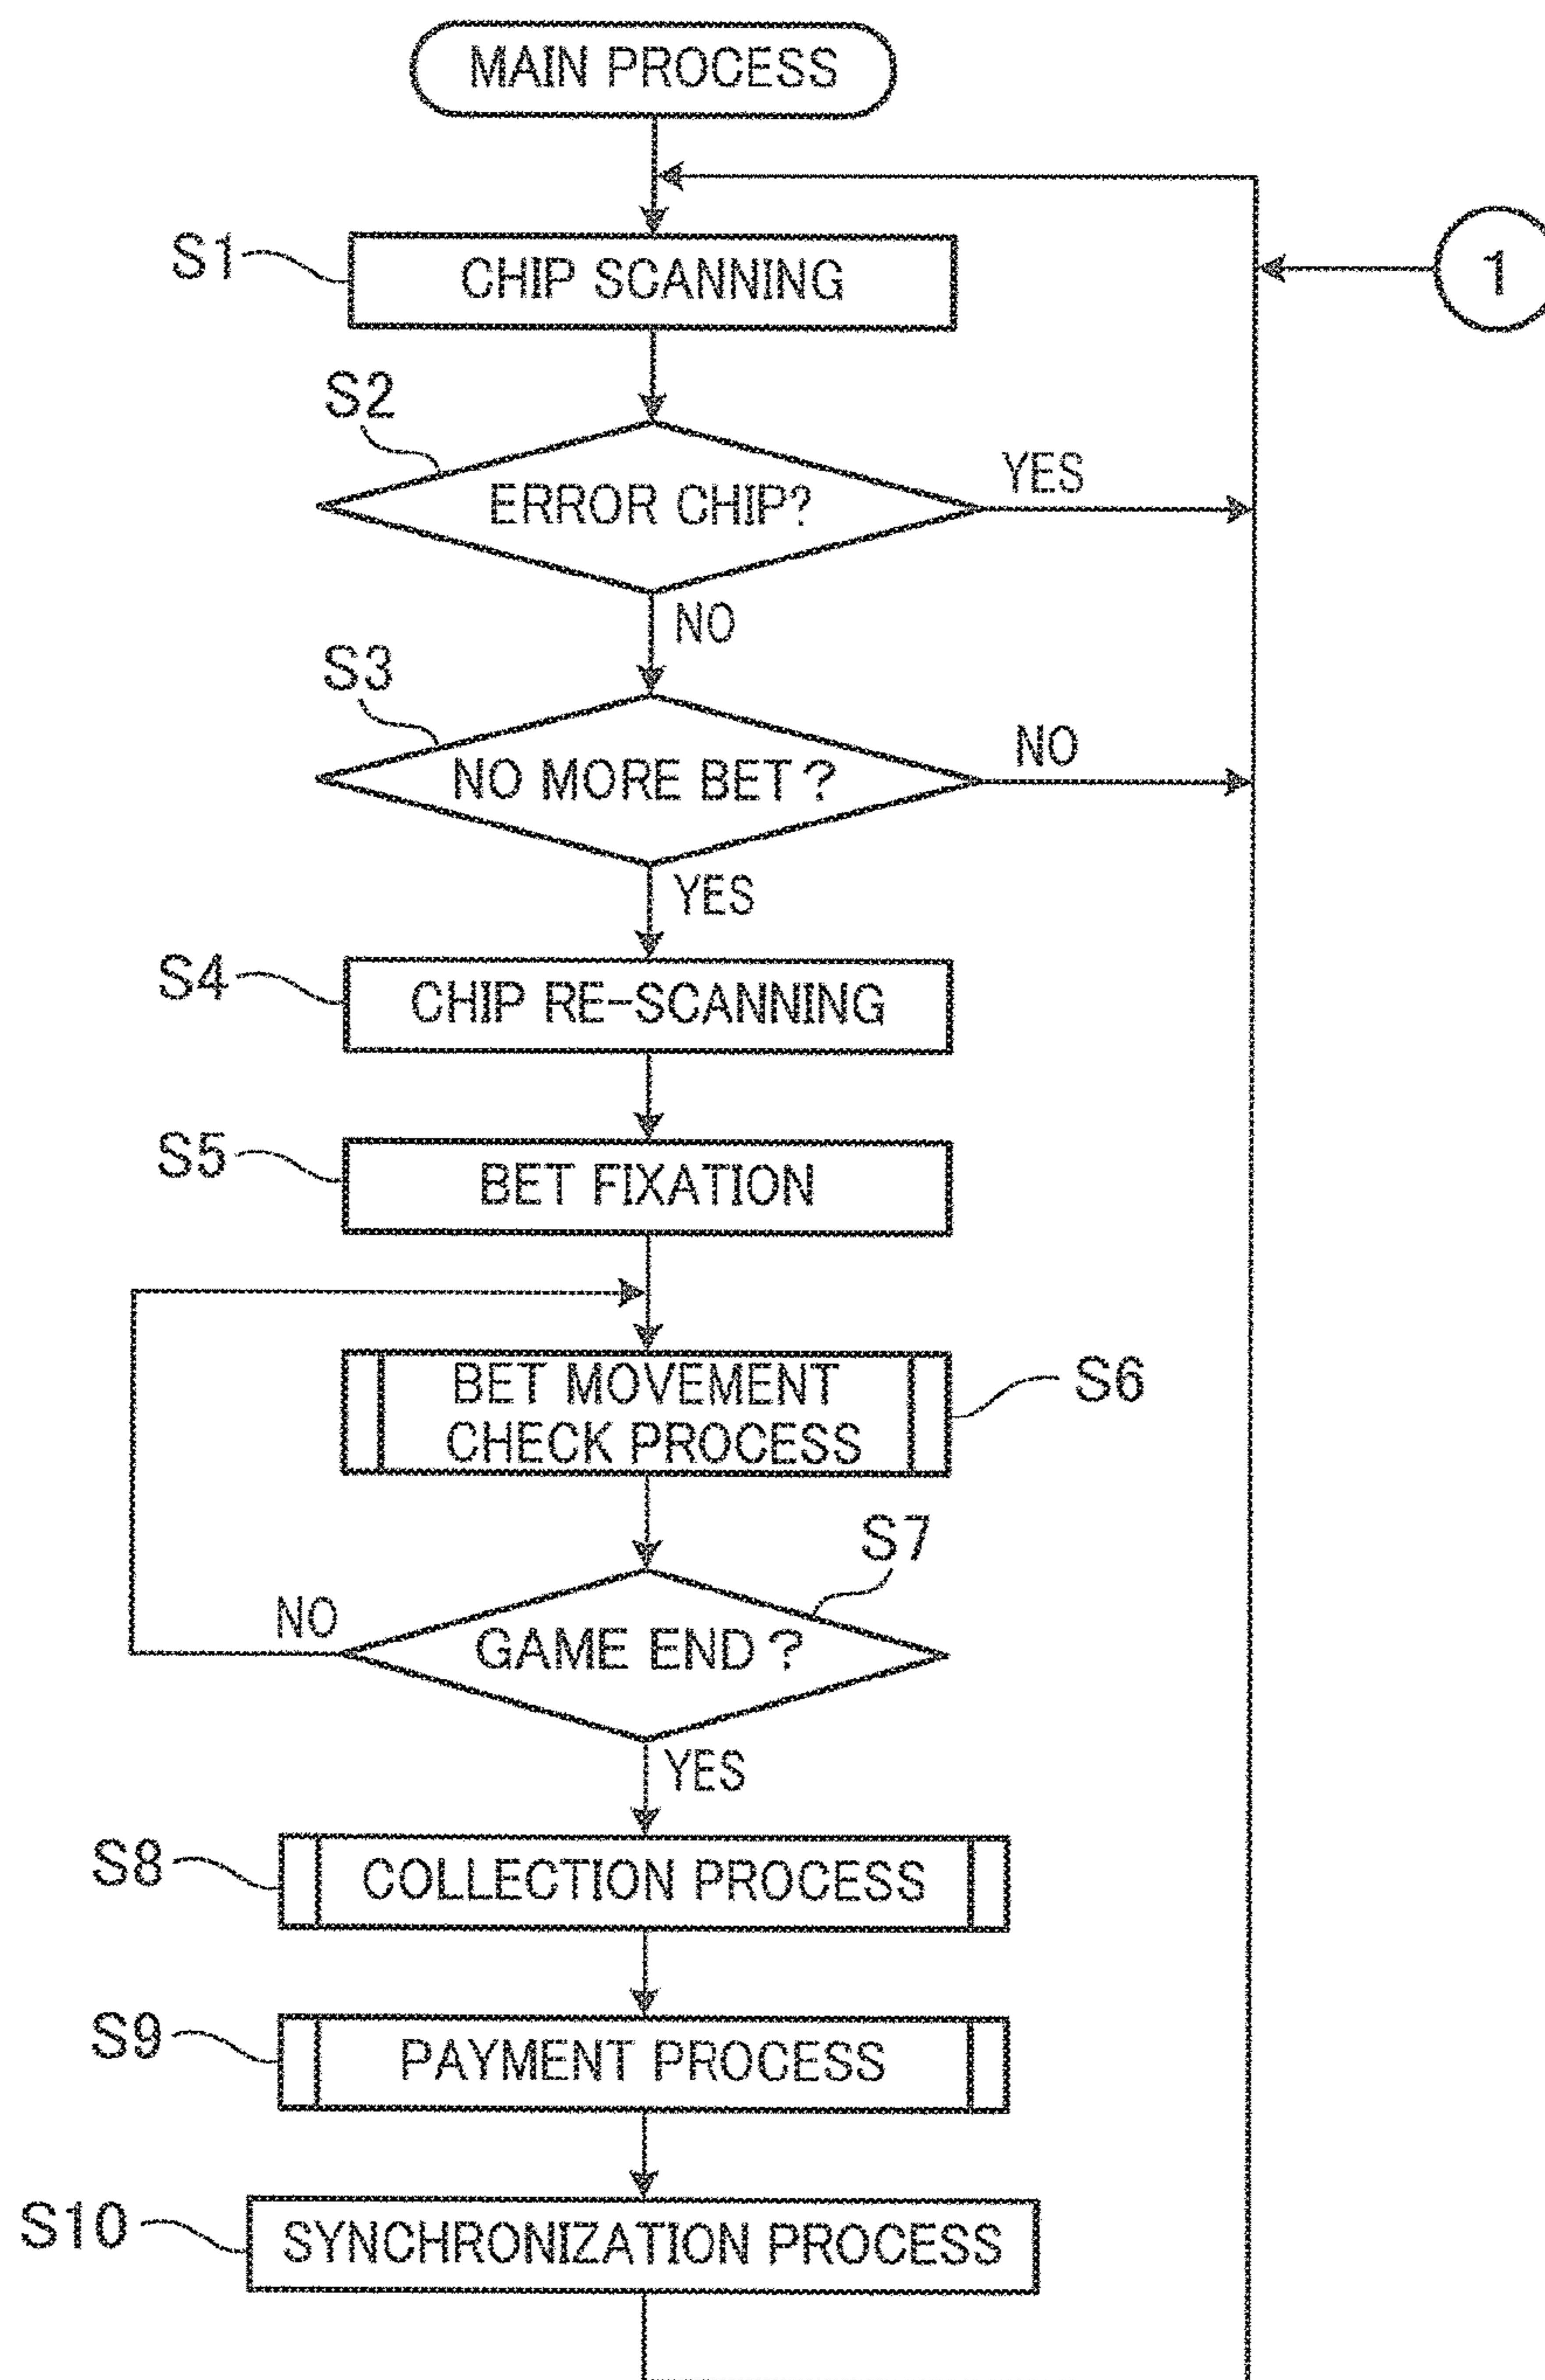 MAIN PROCESS
1
S1
CHIP SCANNING
S2
ERROR CHIP?
YES
NO
S3
NO MORE BET?
NO
YES
S4
CHIP RE-SCANNING
S5
BET FIXATION
BET MOVEMENT
CHECK PROCESS
S6
S7
NO
GAME END?
YES
S8
COLLECTION PROCESS
S9
PAYMENT PROCESS
S10
SYNCHRONIZATION PROCESS